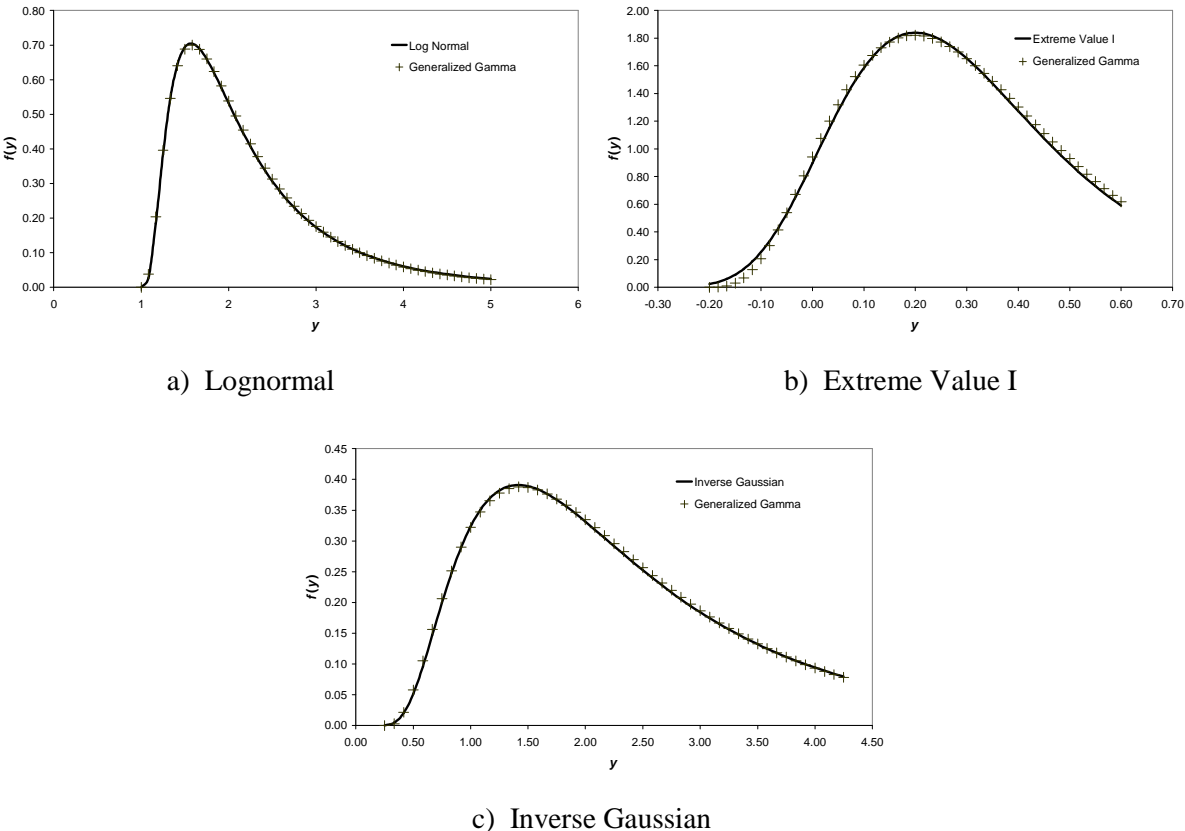 0.80
0.70
0.60
0.50
0.40
0.30
0.20
0.10
0.00
0 1 2 3 4 5 6
f(y)
y
Log Normal
Generalized Gamma
a) Lognormal
2.00
1.80
1.60
1.40
1.20
1.00
0.80
0.60
0.40
0.20
0.00
-0.30 -0.20 -0.10 0.00 0.10 0.20 0.30 0.40 0.50 0.60 0.70
f(y)
y
Extreme Value I
Generalized Gamma
b) Extreme Value I
0.45
0.40
0.35
0.30
0.25
0.20
0.15
0.10
0.05
0.00
0.00 0.50 1.00 1.50 2.00 2.50 3.00 3.50 4.00 4.50
f(y)
y
Inverse Gaussian
Generalized Gamma
c) Inverse Gaussian